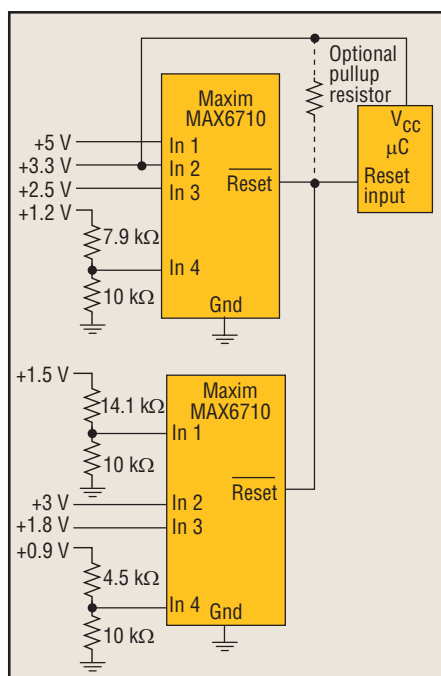 Optional
pullup
resistor
Maxim
MAX6710
VCC
μC
Reset
input
+5 V
+3.3 V
+2.5 V
+1.2 V
In 1
In 2
In 3
Reset
7.9 kΩ
In 4
10 kΩ
Gnd
+1.5 V
Maxim
MAX6710
14.1 kΩ
In 1
10 kΩ
Reset
+3 V
In 2
+1.8 V
In 3
+0.9 V
4.5 kΩ
In 4
Gnd
10 kΩ